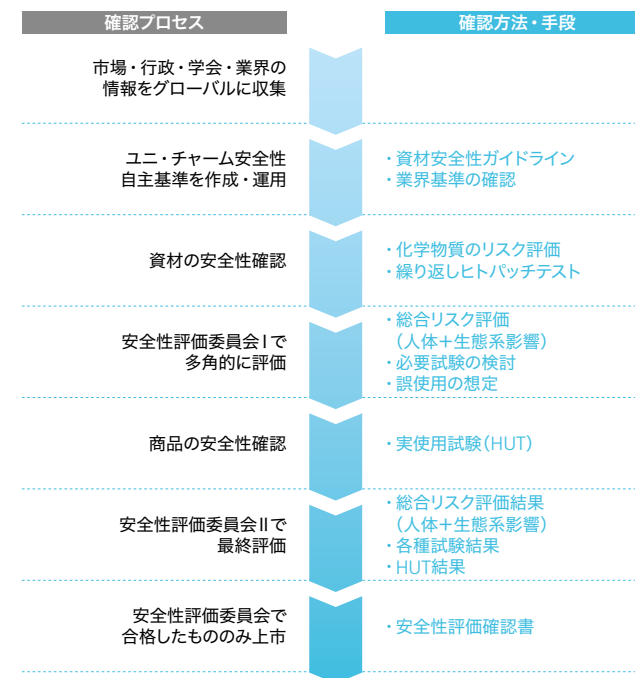 確認プロセス
確認方法・手段
市場・行政・学会・業界の
情報をグローバルに収集
ユニ・チャーム安全性
自主基準を作成・運用
・資材安全性ガイドライン
・業界基準の確認
資材の安全性確認
・化学物質のリスク評価
・繰り返しヒトパッチテスト
安全性評価委員会Ⅰで
多角的に評価
・総合リスク評価
（人体＋生態系影響）
・必要試験の検討
・誤使用の想定
商品の安全性確認
・実使用試験（HUT）
安全性評価委員会Ⅱで
最終評価
・総合リスク評価結果
（人体＋生態系影響）
・各種試験結果
・HUT結果
安全性評価委員会で
合格したもののみ上市
・安全性評価確認書